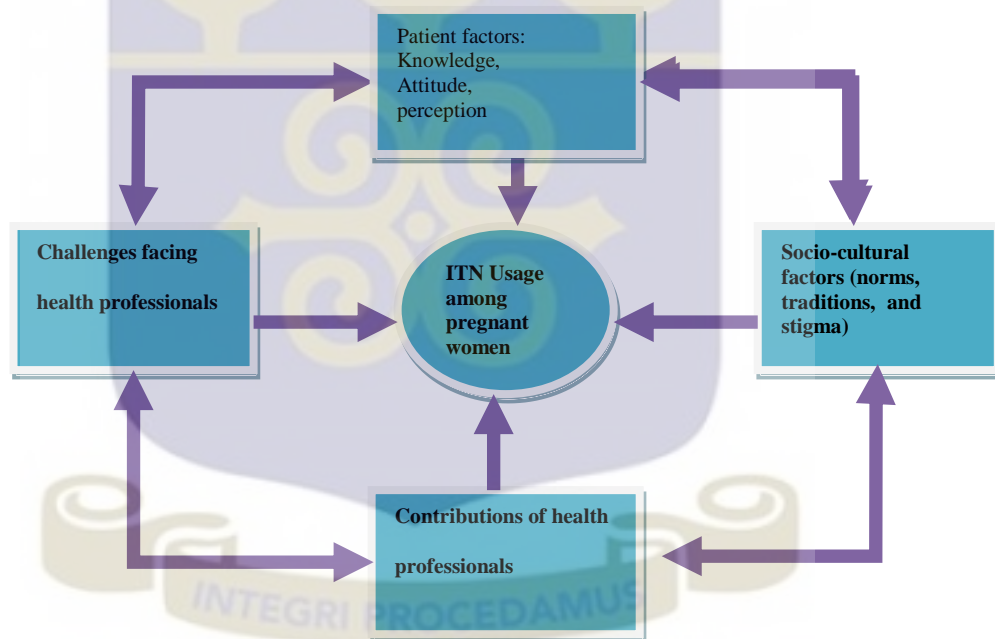 Patient factors:
Knowledge,
Attitude,
perception
Challenges facing
health professionals
ITN Usage
among
pregnant
women
Socio-cultural
factors (norms,
traditions, and
stigma)
Contributions of health
professionals
INTEGRI PROCEDAMUS